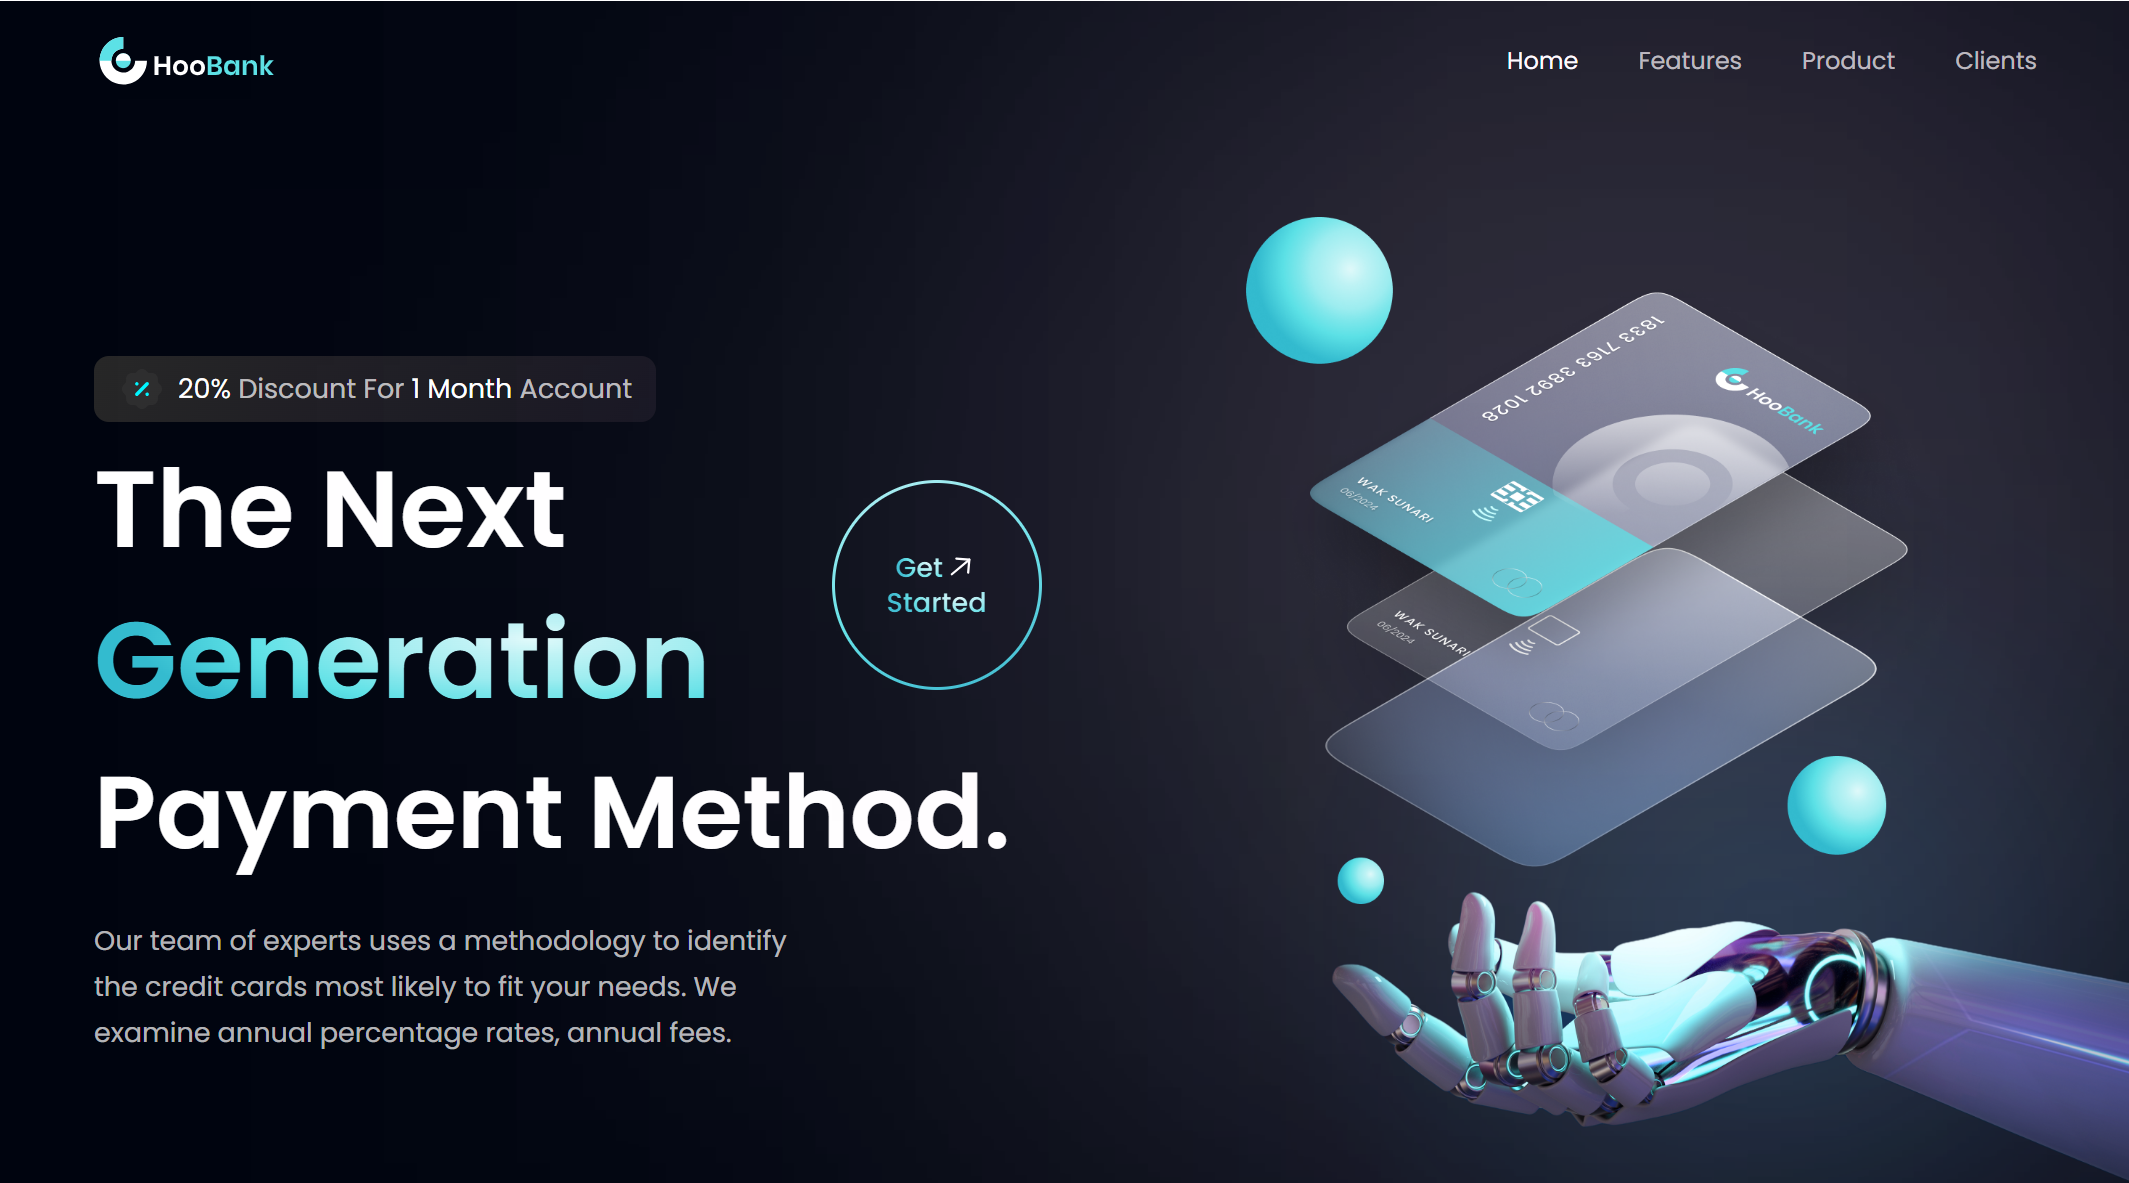 HooBank
Home Features Product Clients
20% Discount For 1 Month Account
The Next
Generation
Payment Method.
Get
Started
Our team of experts uses a methodology to identify
the credit cards most likely to fit your needs. We
examine annual percentage rates, annual fees.
1833 7163 3892 1028
HooBank
WAK SUNARI
06/2024
WAK SUNARI
06/2024